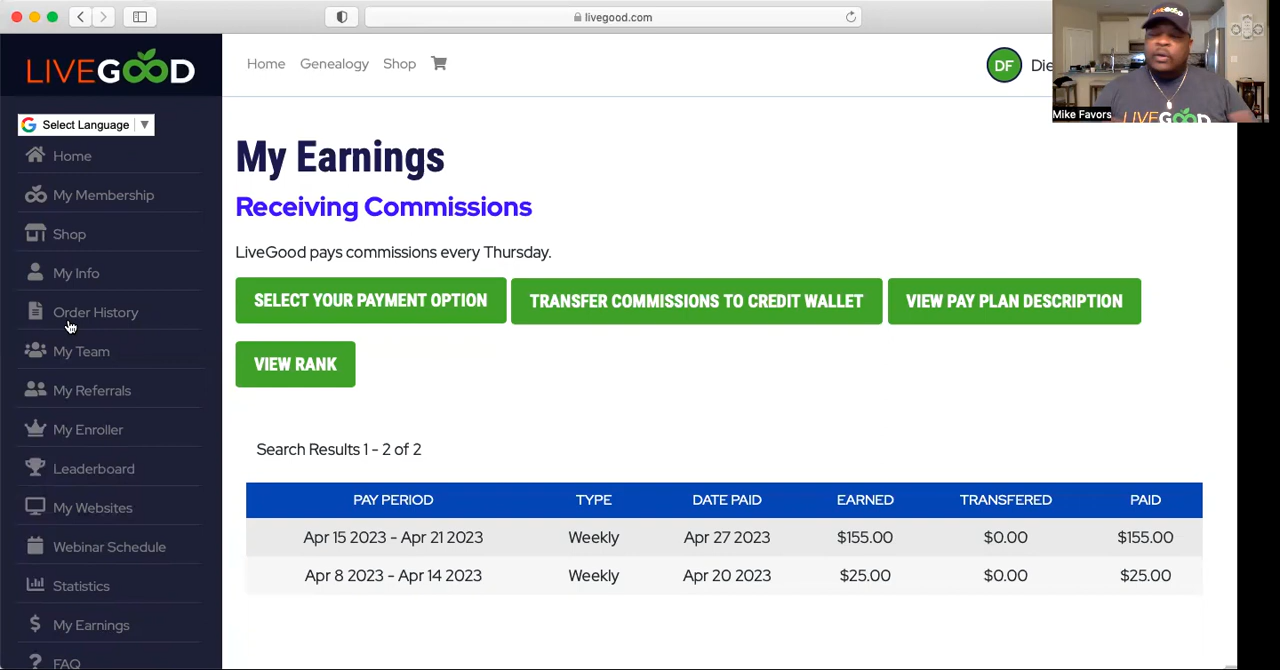 livegood.com
LIVEGOOD
Home Genealogy Shop
DF Die
Mike Favors
LIVEGOOD
Select Language ▼
Home
My Membership
Shop
My Info
Order History
My Team
My Referrals
My Enroller
Leaderboard
My Websites
Webinar Schedule
Statistics
My Earnings
FAQ
My Earnings
Receiving Commissions
LiveGood pays commissions every Thursday.
SELECT YOUR PAYMENT OPTION TRANSFER COMMISSIONS TO CREDIT WALLET VIEW PAY PLAN DESCRIPTION
VIEW RANK
Search Results 1 - 2 of 2
PAY PERIOD TYPE DATE PAID EARNED TRANSFERED PAID
Apr 15 2023 - Apr 21 2023 Weekly Apr 27 2023 $155.00 $0.00 $155.00
Apr 8 2023 - Apr 14 2023 Weekly Apr 20 2023 $25.00 $0.00 $25.00